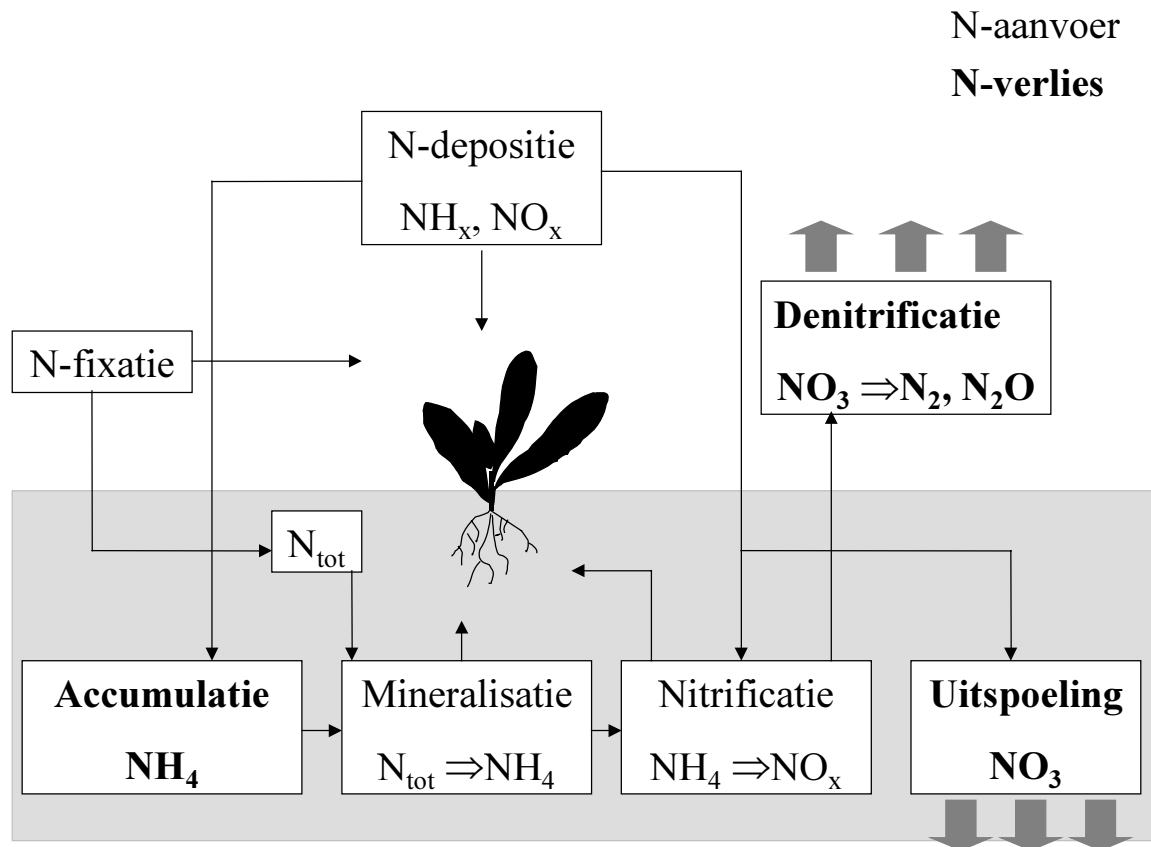 N-aanvoer
N-verlies
N-depositie
NHₓ, NOₓ
Denitrificatie
NO₃ ⇒N₂, N₂O
N-fixatie
Nₜₒₜ
Accumulatie
NH₄
Mineralisatie
Nₜₒₜ ⇒NH₄
Nitrificatie
NH₄ ⇒NOₓ
Uitspoeling
NO₃